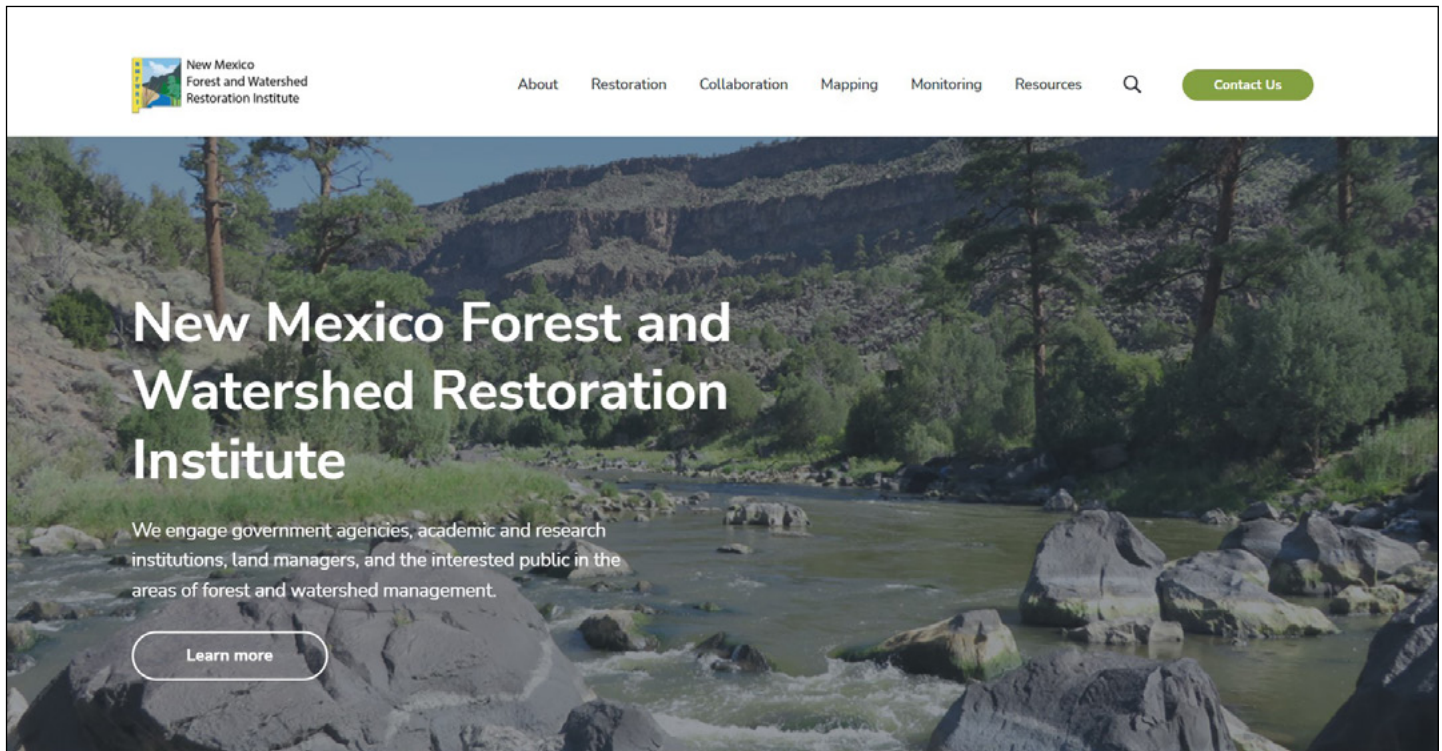 New Mexico
Forest and Watershed
Restoration Institute
About
Restoration
Collaboration
Mapping
Monitoring
Resources
Contact Us
New Mexico Forest and
Watershed Restoration
Institute
We engage government agencies, academic and research
institutions, land managers, and the interested public in the
areas of forest and watershed management.
Learn more